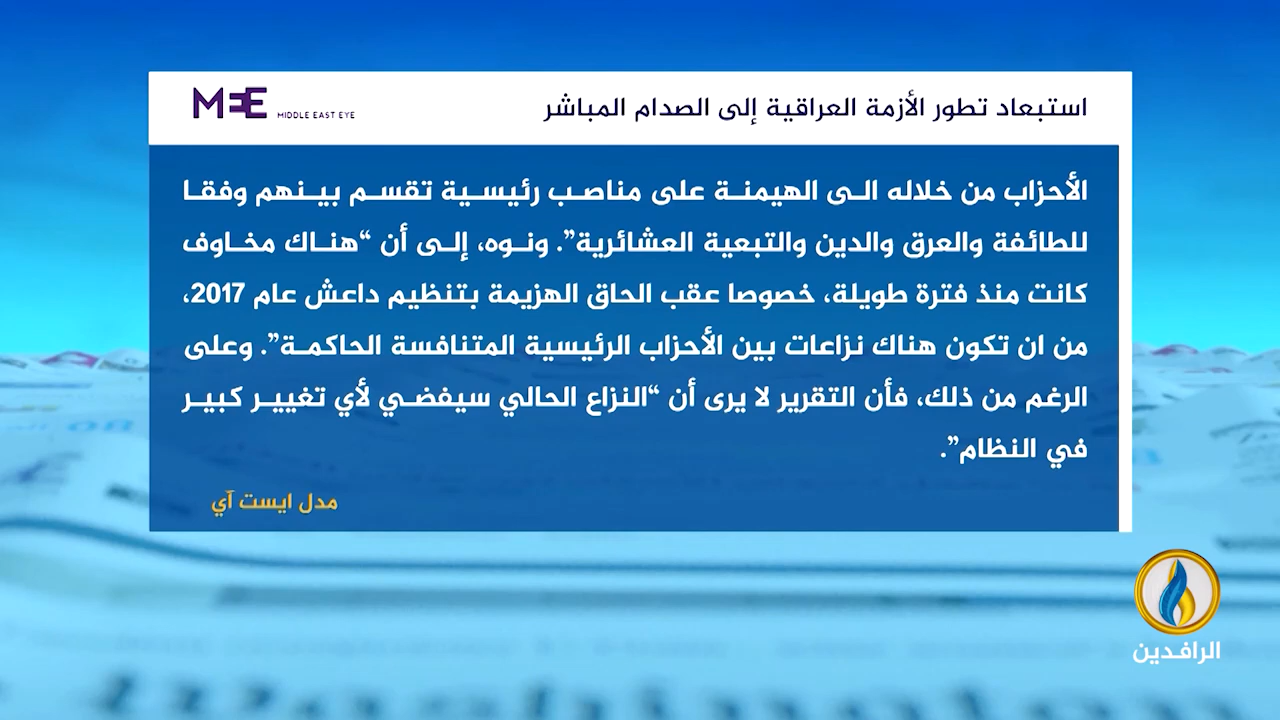 استبعاد تطور الأزمة العراقية إلى الصدام المباشر
MEE MIDDLE EAST EYE
الأحزاب من خلاله الى الهيمنة على مناصب رئيسية تقسم بينهم وفقا
للطائفة والعرق والدين والتبعية العشائرية”. ونوه، إلى أن “هناك مخاوف
كانت منذ فترة طويلة، خصوصا عقب الحاق الهزيمة بتنظيم داعش عام 2017،
من ان تكون هناك نزاعات بين الأحزاب الرئيسية المتنافسة الحاكمة”. وعلى
الرغم من ذلك، فأن التقرير لا يرى أن “النزاع الحالي سيفضي لأي تغيير كبير
في النظام”.
مدل ايست آي
الرافدين